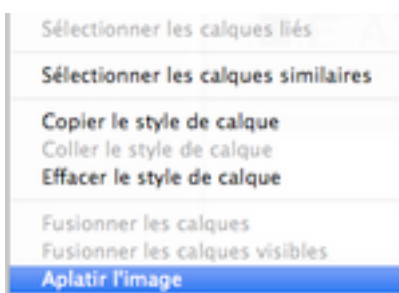 Sélectionner les calques liés
Sélectionner les calques similaires
Copier le style de calque
Coller le style de calque
Effacer le style de calque
Fusionner les calques
Fusionner les calques visibles
Aplatir l'image